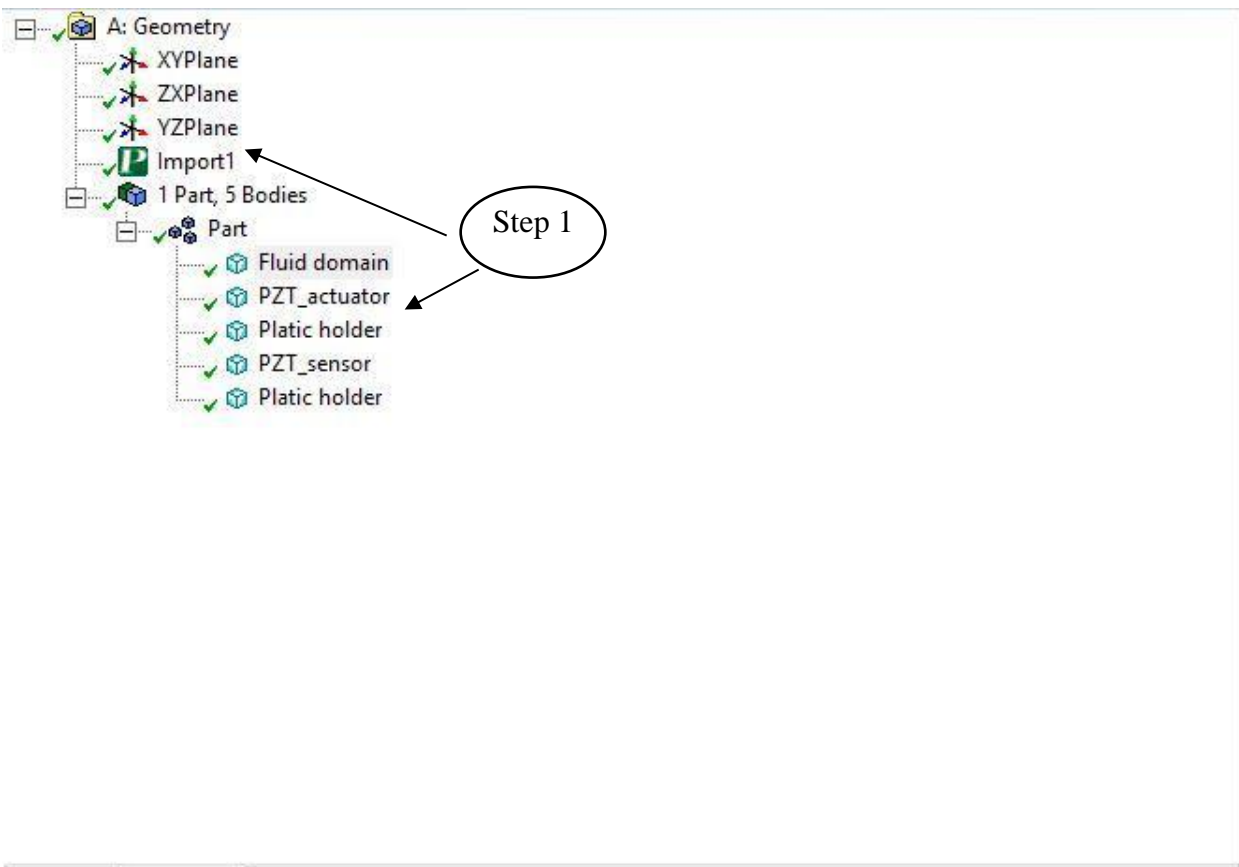 A: Geometry
XYPlane
ZXPlane
YZPlane
Import1
1 Part, 5 Bodies
Step 1
Part
Fluid domain
PZT_actuator
Platic holder
PZT_sensor
Platic holder